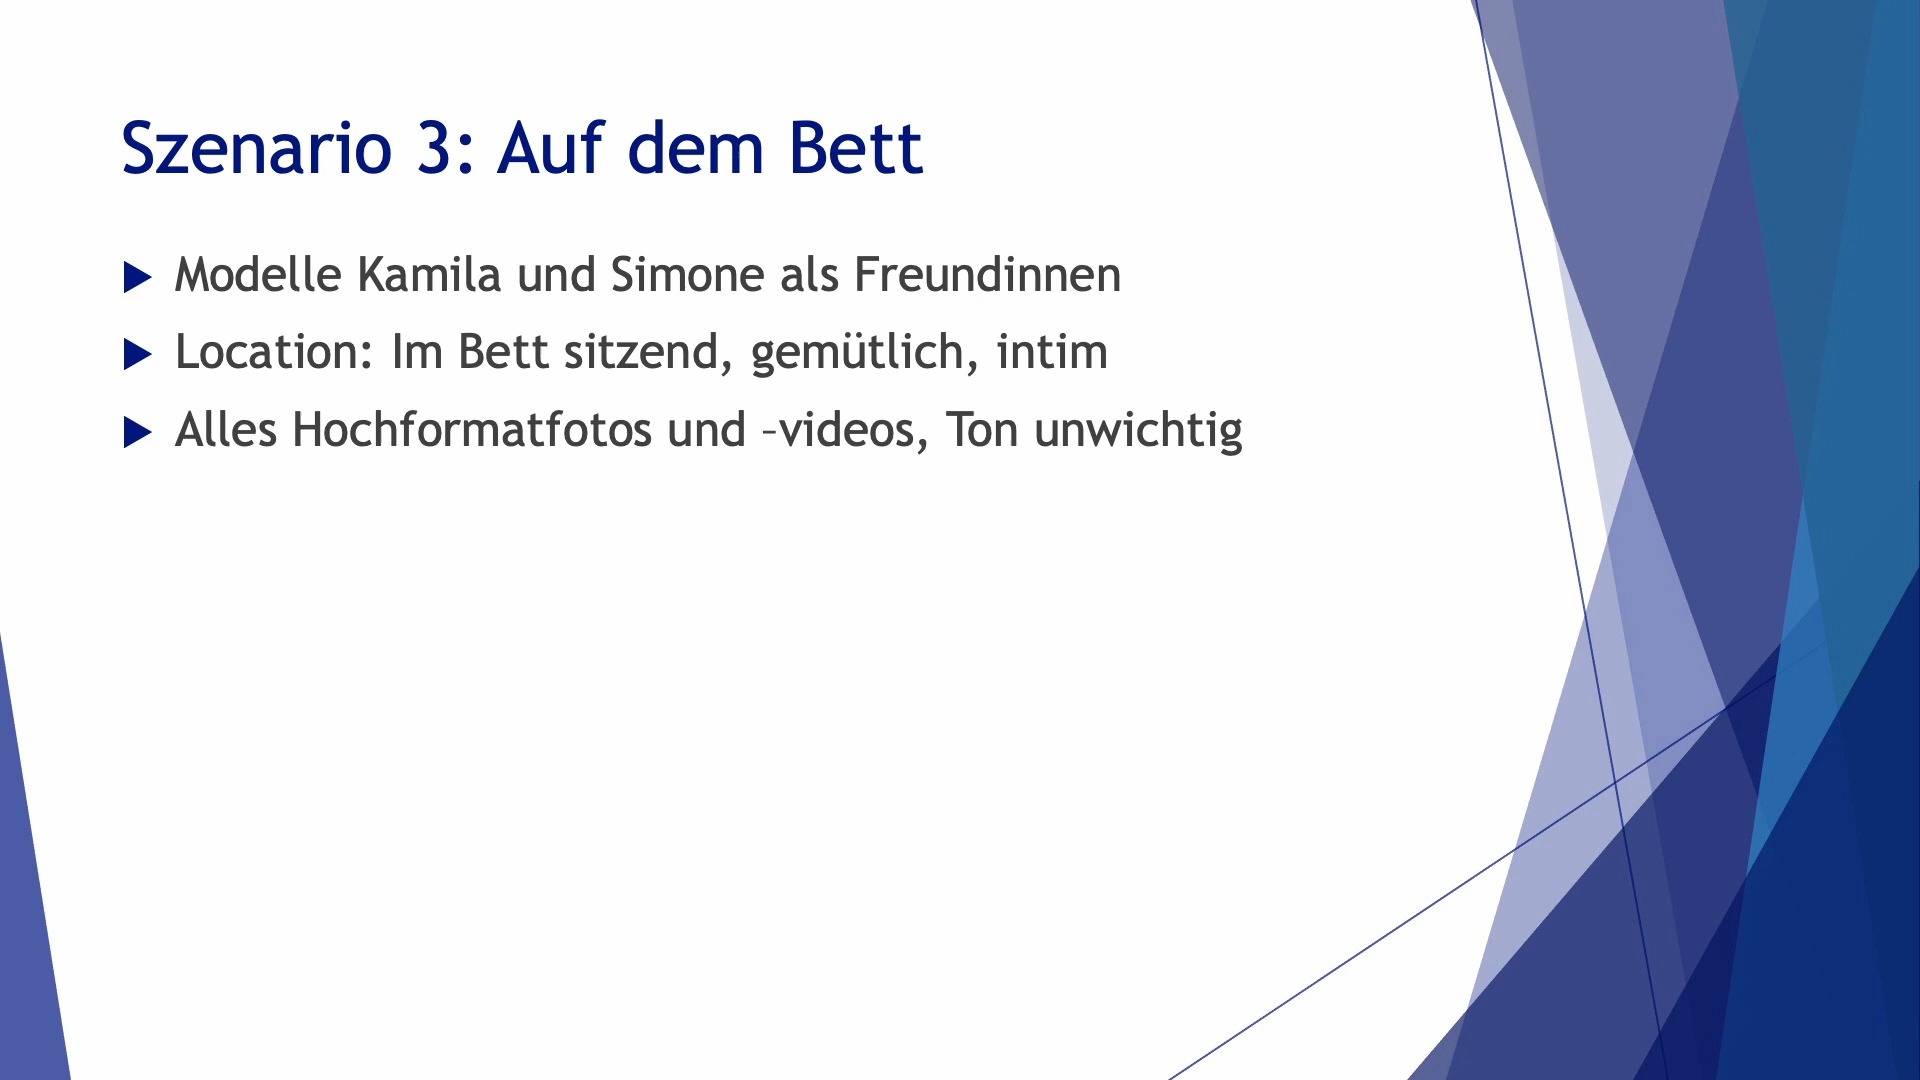 Szenario 3: Auf dem Bett
Modelle Kamila und Simone als Freundinnen
Location: Im Bett sitzend, gemütlich, intim
Alles Hochformatfotos und –videos, Ton unwichtig